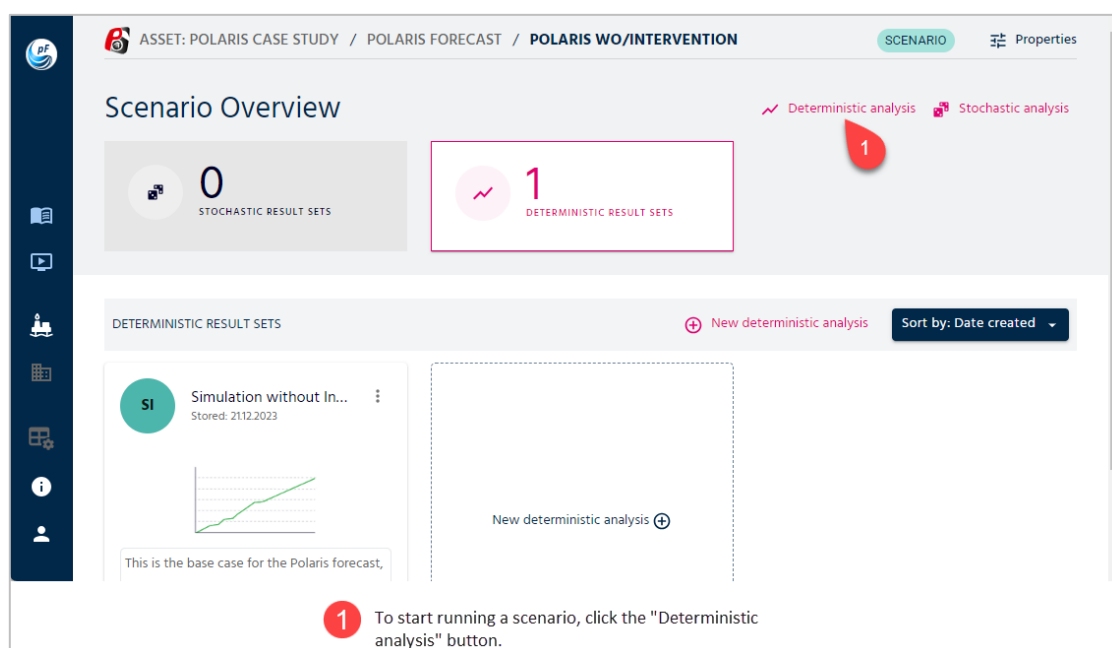 pF
ASSET: POLARIS CASE STUDY / POLARIS FORECAST / POLARIS WO/INTERVENTION
SCENARIO
Properties
Scenario Overview
Deterministic analysis
Stochastic analysis
1
0
STOCHASTIC RESULT SETS
1
DETERMINISTIC RESULT SETS
DETERMINISTIC RESULT SETS
New deterministic analysis
Sort by: Date created
SI
Simulation without In...
Stored: 21.12.2023
New deterministic analysis
This is the base case for the Polaris forecast,
1
To start running a scenario, click the "Deterministic
analysis" button.